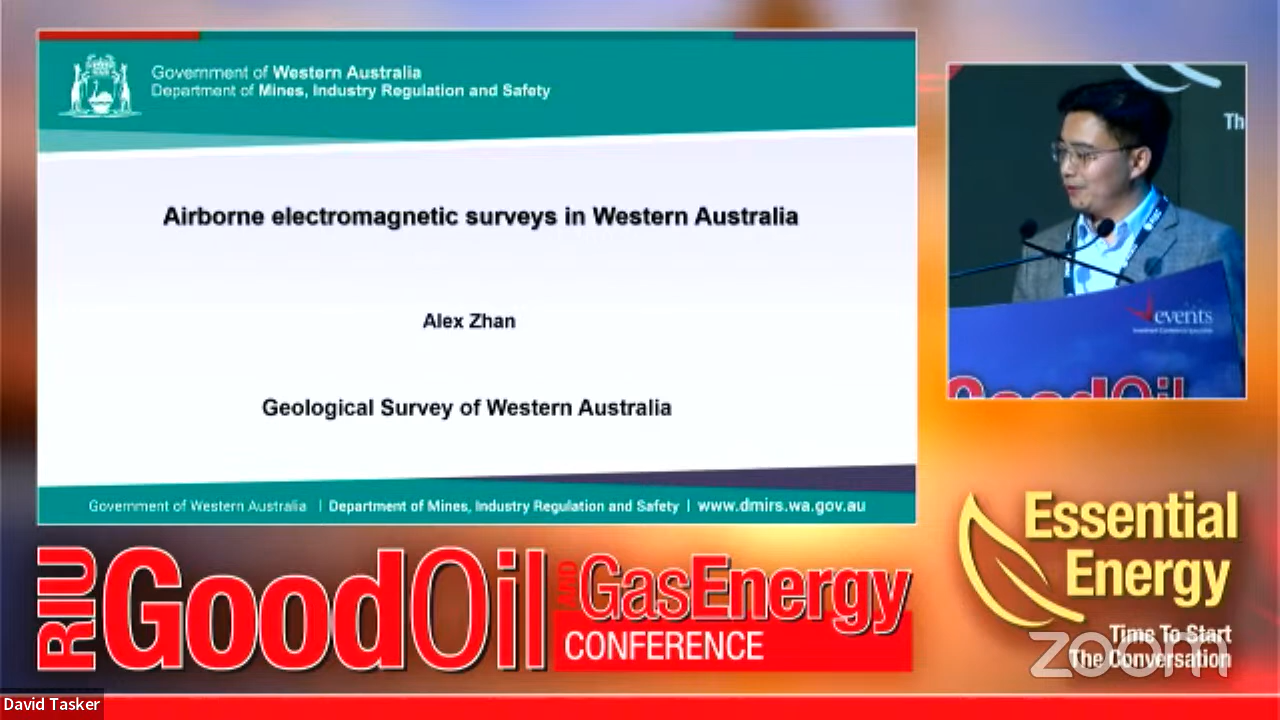 Government of Western Australia
Department of Mines, Industry Regulation and Safety
Airborne electromagnetic surveys in Western Australia
Alex Zhan
Geological Survey of Western Australia
Government of Western Australia | Department of Mines, Industry Regulation and Safety | www.dmirs.wa.gov.au
Th
events
GoodOil
RIU GoodOil AND GasEnergy
CONFERENCE
Essential
Energy
Time To Start
The Conversation
zoom
David Tasker